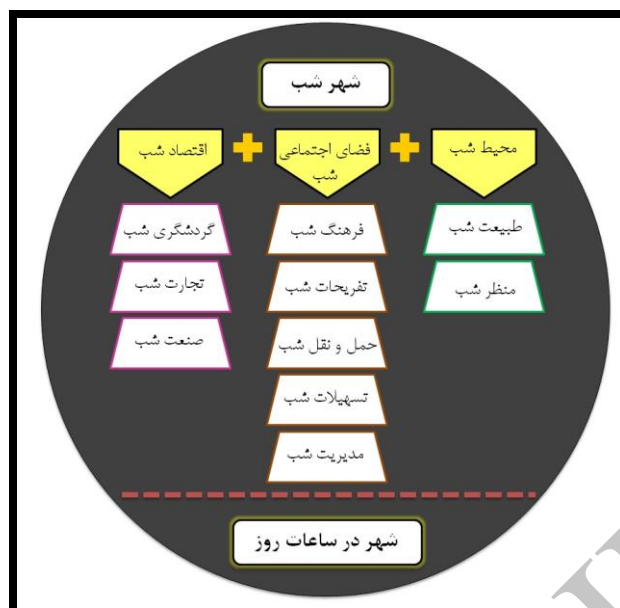 شهر شب
محیط شب
فضای اجتماعی
شب
اقتصاد شب
طبیعت شب
منظر شب
فرهنگ شب
تفریحات شب
حمل و نقل شب
تسهیلات شب
مدیریت شب
گردشگری شب
تجارت شب
صنعت شب
شهر در ساعات روز